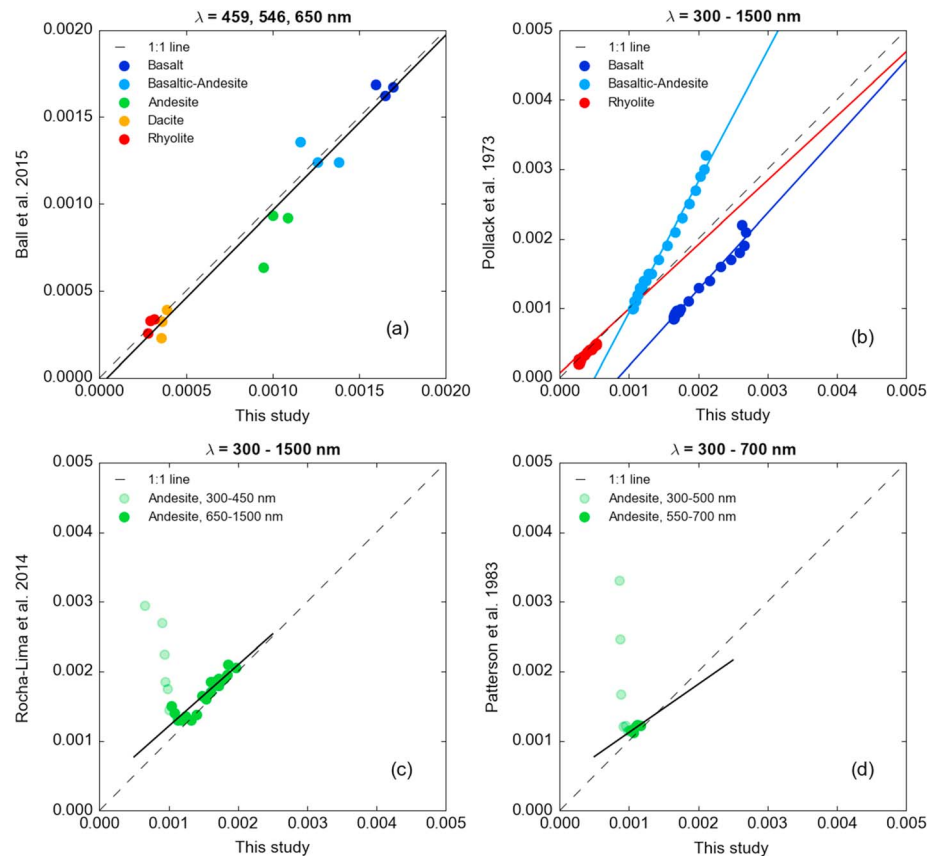 λ = 459, 546, 650 nm
0.0020
0.0015
0.0010
0.0005
0.0000
1:1 line
Basalt
Basaltic-Andesite
Andesite
Dacite
Rhyolite
(a)
Ball et al. 2015
0.0000 0.0005 0.0010 0.0015 0.0020
This study
λ = 300 - 1500 nm
0.005
0.004
0.003
0.002
0.001
0.000
1:1 line
Basalt
Basaltic-Andesite
Rhyolite
(b)
Pollack et al. 1973
0.000 0.001 0.002 0.003 0.004 0.005
This study
λ = 300 - 1500 nm
0.005
0.004
0.003
0.002
0.001
0.000
1:1 line
Andesite, 300-450 nm
Andesite, 650-1500 nm
(c)
Rocha-Lima et al. 2014
0.000 0.001 0.002 0.003 0.004 0.005
This study
λ = 300 - 700 nm
0.005
0.004
0.003
0.002
0.001
0.000
1:1 line
Andesite, 300-500 nm
Andesite, 550-700 nm
(d)
Patterson et al. 1983
0.000 0.001 0.002 0.003 0.004 0.005
This study